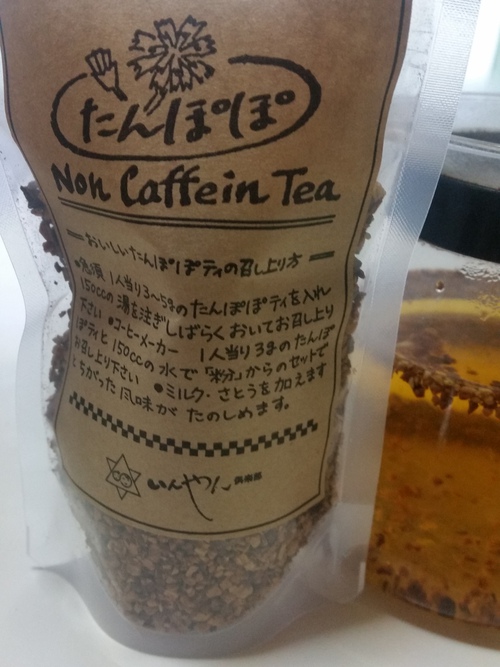 たんぽぽ
Non Caffein Tea
おいしいたんぽぽティの召し上り方
●急須 1人当り3~5gのたんぽぽティを入れ
150ccの湯を注ぎしばらくおいてお召し上り
下さい ●コーヒーメーカー 1人当り3gのたんぽ
ぽティと150ccの水で「粉」からのセットで
お召し上り下さい ●ミルク・さとうを加えます
とちがった風味がたのしめます。
いんやん倶楽部